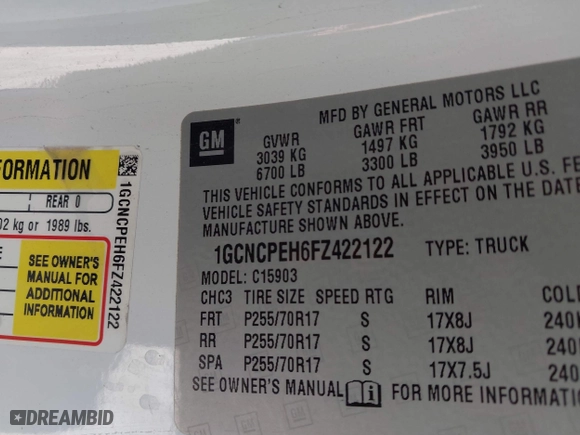 FORMATION
REAR 0
02 kg or 1989 lbs.
SEE OWNER'S
MANUAL FOR
ADDITIONAL
INFORMATION
1GCNCPEH6FZ422122
GM
MFD BY GENERAL MOTORS LLC
GVWR GAWR FRT GAWR RR
3039 KG 1497 KG 1792 KG
6700 LB 3300 LB 3950 LB
THIS VEHICLE CONFORMS TO ALL APPLICABLE U.S. FE
VEHICLE SAFETY STANDARDS IN EFFECT ON THE DATE
MANUFACTURE SHOWN ABOVE.
1GCNCPEH6FZ422122 TYPE: TRUCK
MODEL: C15903
CHC3 TIRE SIZE SPEED RTG RIM COL
FRT P255/70R17 S 17X8J 240
RR P255/70R17 S 17X8J 240
SPA P255/70R17 S 17X7.5J 240
SEE OWNER'S MANUAL FOR MORE INFORMATI
DREAMBID